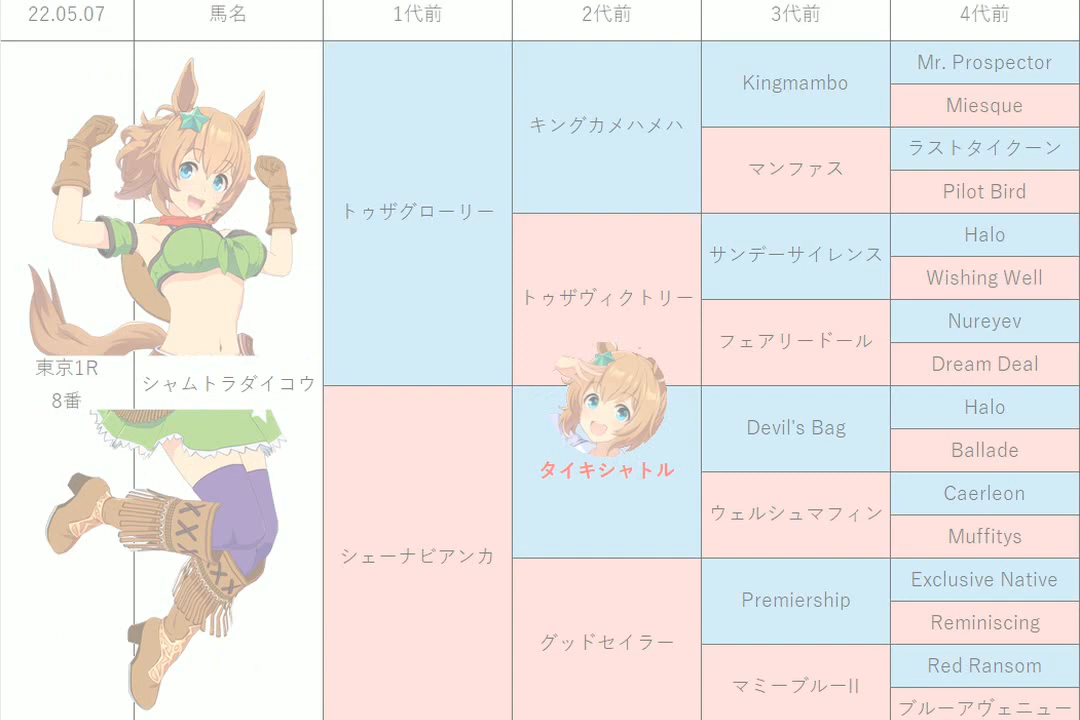 22.05.07 馬名 1代前 2代前 3代前 4代前
東京1R
8番
シャムトラダイコウ
トゥザグローリー
シェーナビアンカ
キングカメハメハ
トゥザヴィクトリー
タイキシャトル
グッドセイラー
Kingmambo
マンファス
サンデーサイレンス
フェアリードール
Devil's Bag
ウェルシュマフィン
Premiership
マミーブルーII
Mr. Prospector
Miesque
ラストタイクーン
Pilot Bird
Halo
Wishing Well
Nureyev
Dream Deal
Halo
Ballade
Caerleon
Muffitys
Exclusive Native
Reminiscing
Red Ransom
ブルーアヴェニュー